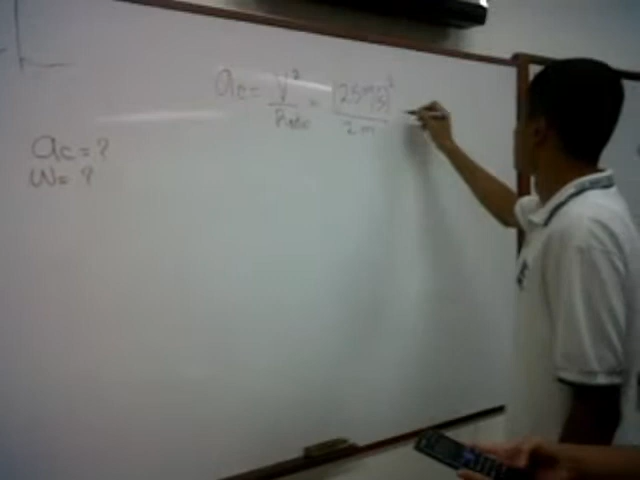 ac = V² / Radio = [25 m/s]² / 2 m
ac = ?
w = ?